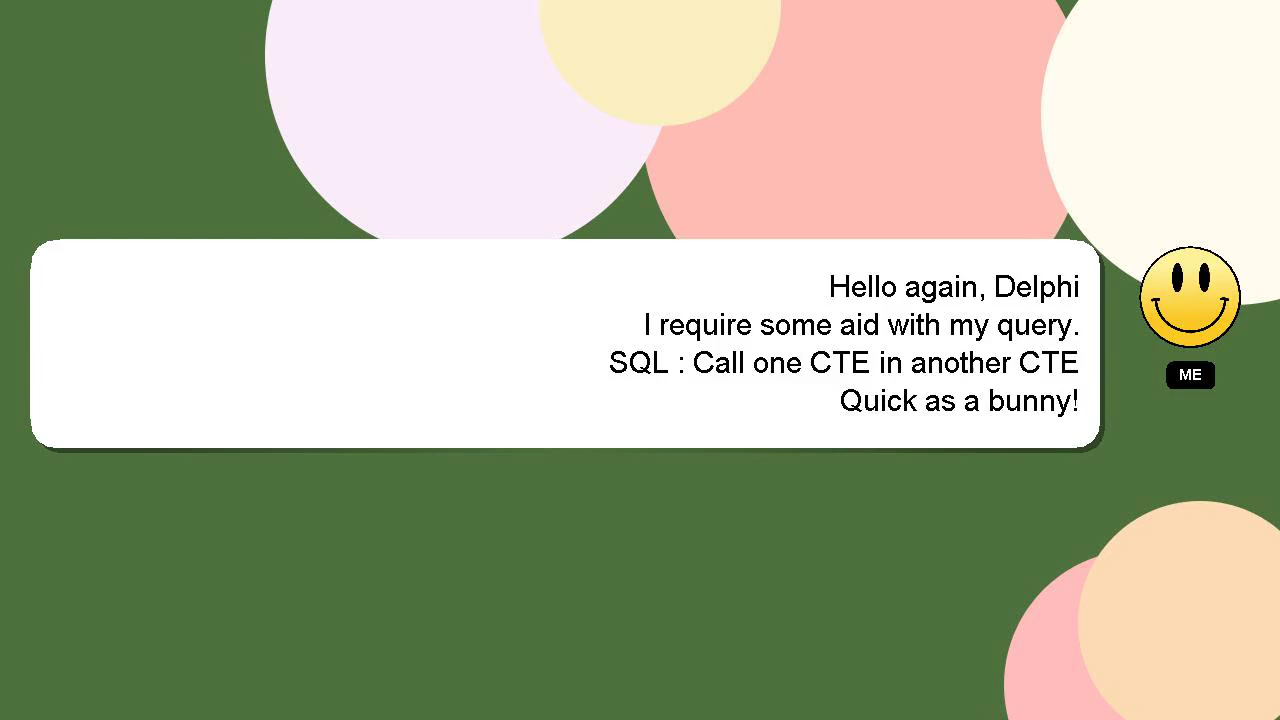 Hello again, Delphi
I require some aid with my query.
SQL : Call one CTE in another CTE
Quick as a bunny!
ME